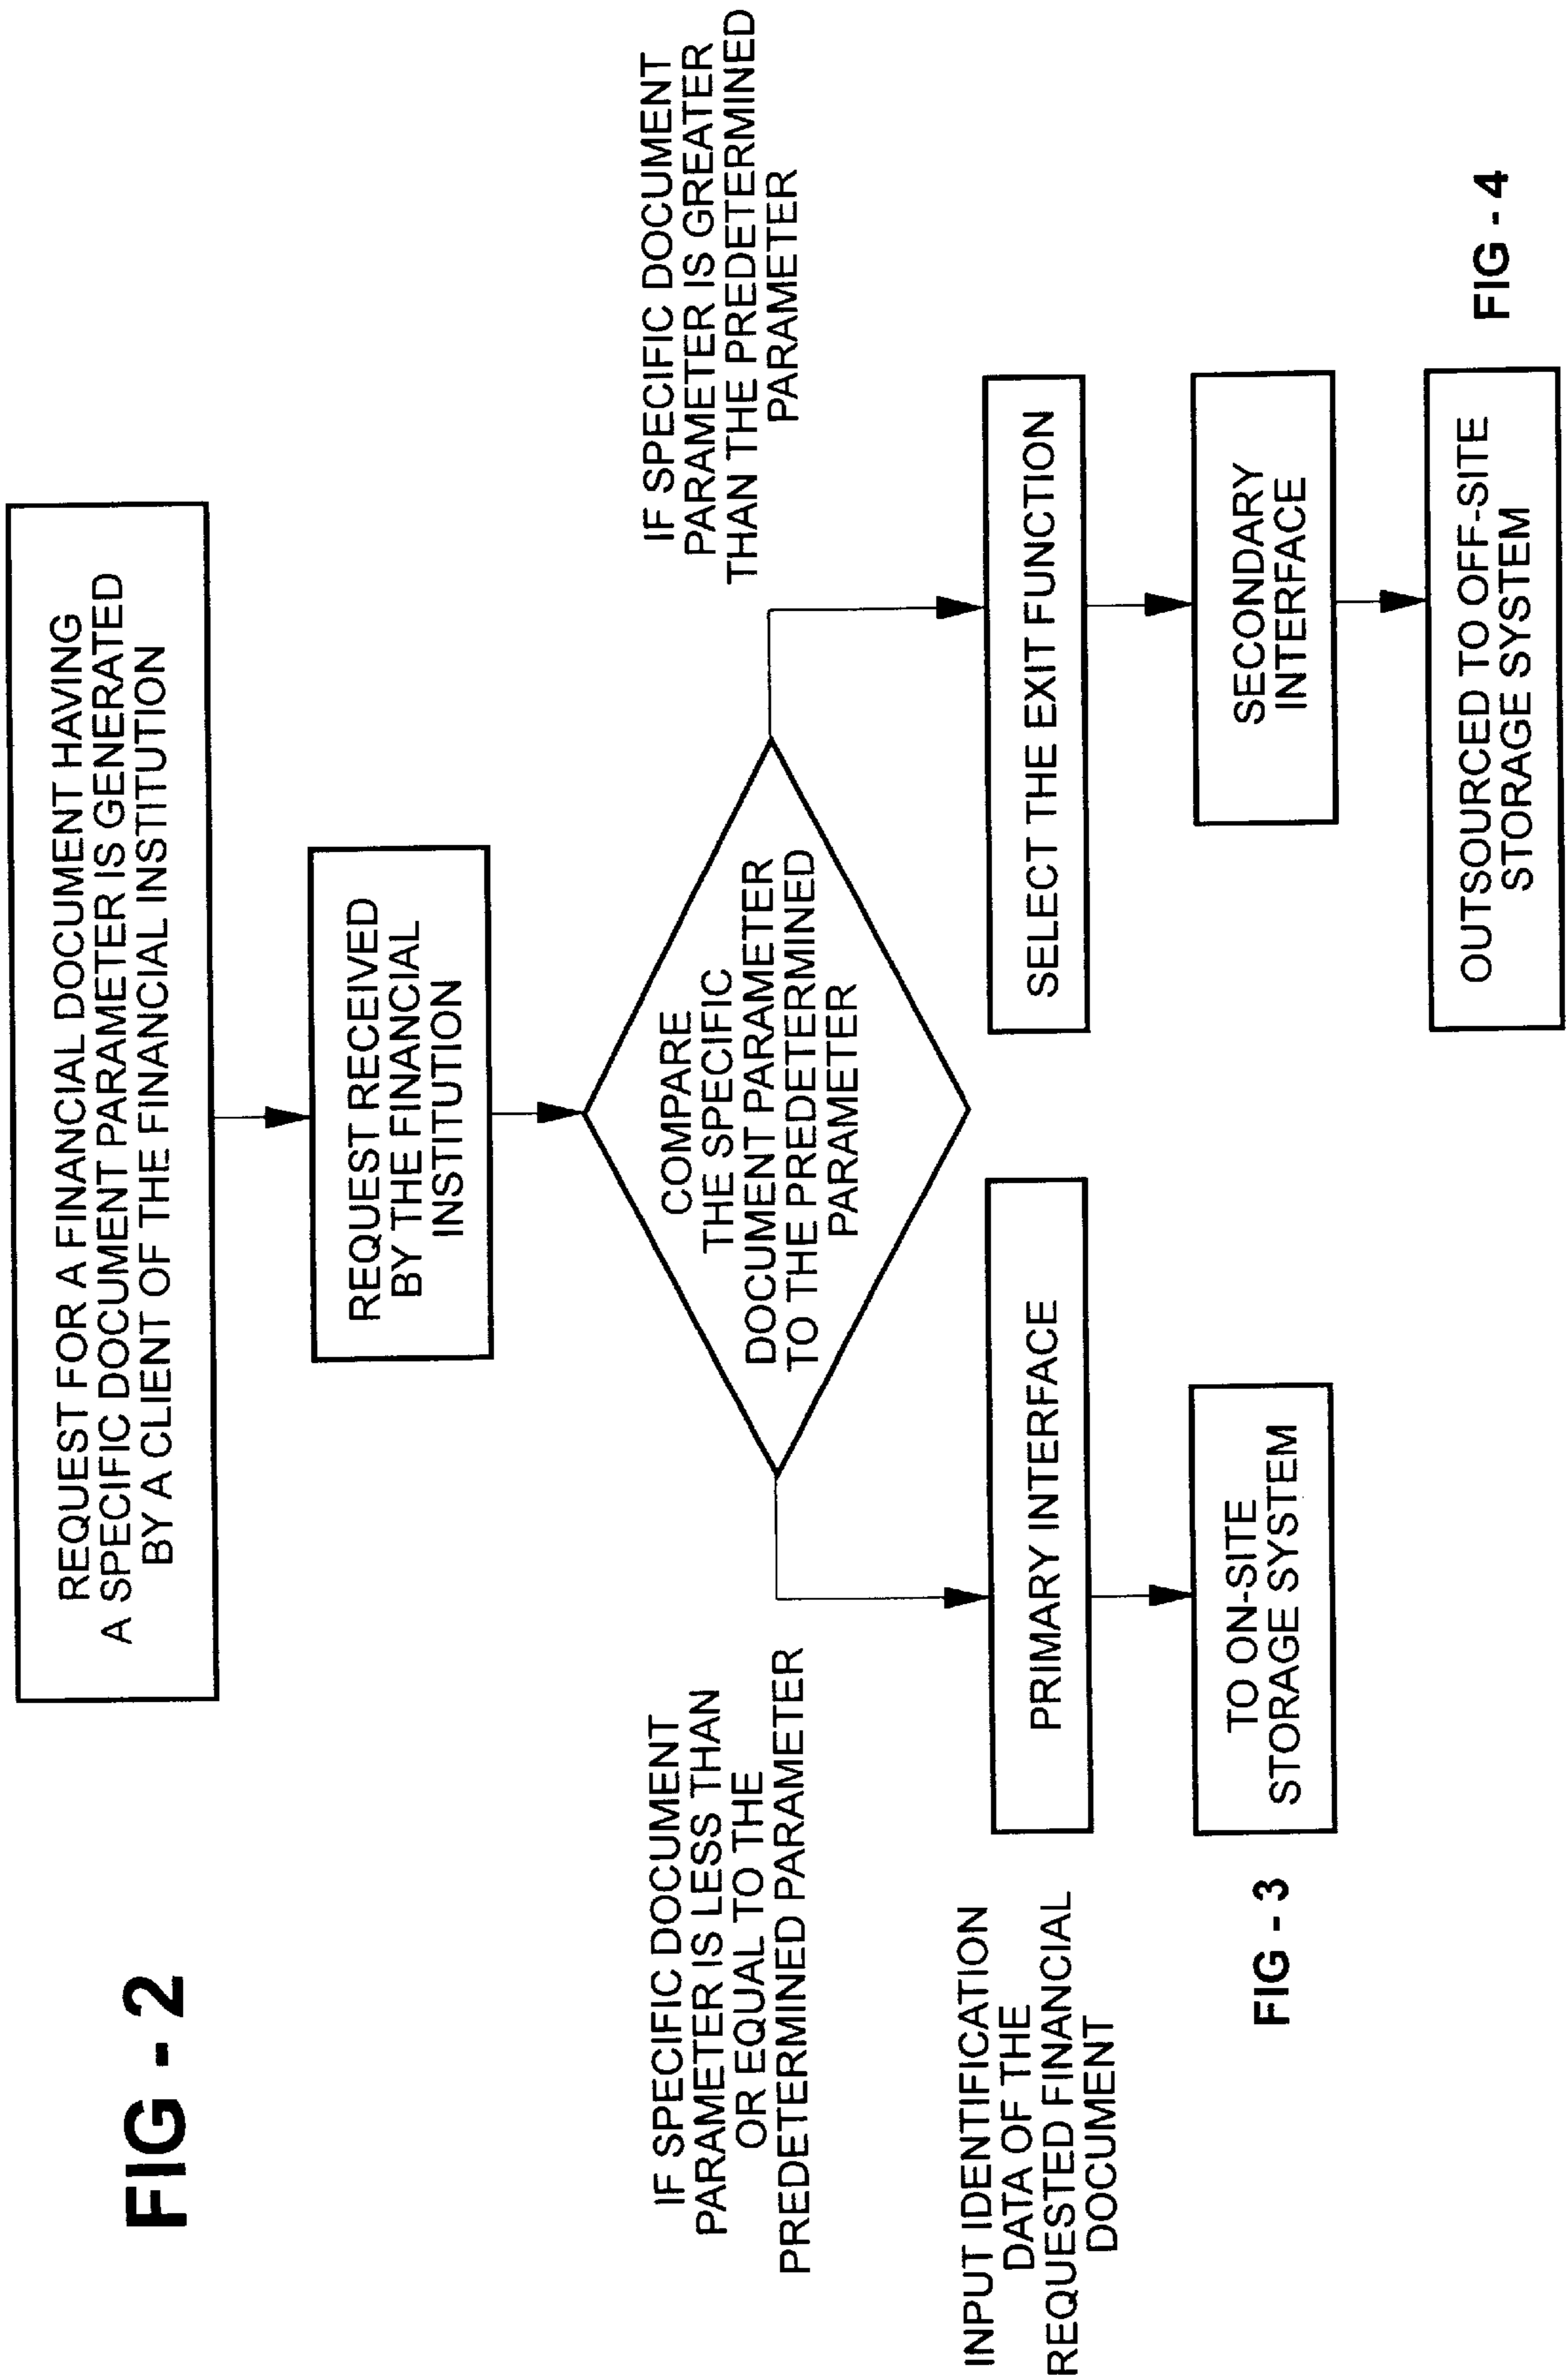 FIG - 2
REQUEST FOR A FINANCIAL DOCUMENT HAVING
A SPECIFIC DOCUMENT PARAMETER IS GENERATED
BY A CLIENT OF THE FINANCIAL INSTITUTION
REQUEST RECEIVED
BY THE FINANCIAL
INSTITUTION
COMPARE
THE SPECIFIC
DOCUMENT PARAMETER
TO THE PREDETERMINED
PARAMETER
IF SPECIFIC DOCUMENT
PARAMETER IS LESS THAN
OR EQUAL TO THE
PREDETERMINED PARAMETER
IF SPECIFIC DOCUMENT
PARAMETER IS GREATER
THAN THE PREDETERMINED
PARAMETER
INPUT IDENTIFICATION
DATA OF THE
REQUESTED FINANCIAL
DOCUMENT
PRIMARY INTERFACE
SELECT THE EXIT FUNCTION
FIG - 3
TO ON-SITE
STORAGE SYSTEM
SECONDARY
INTERFACE
OUTSOURCED TO OFF-SITE
STORAGE SYSTEM
FIG - 4